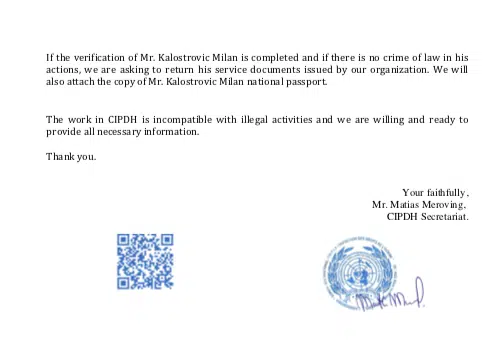 If the verification of Mr. Kalostrovic Milan is completed and if there is no crime of law in his
actions, we are asking to return his service documents issued by our organization. We will
also attach the copy of Mr. Kalostrovic Milan national passport.
The work in CIPDH is incompatible with illegal activities and we are willing and ready to
provide all necessary information.
Thank you.
Your faithfully,
Mr. Matias Meroving,
CIPDH Secretariat.